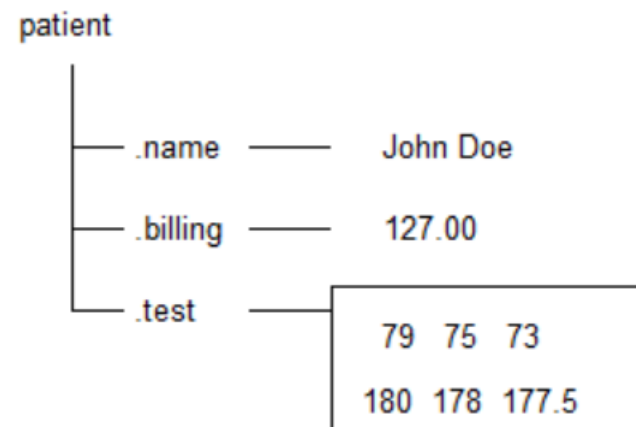 patient
.name John Doe
.billing 127.00
.test
79 75 73
180 178 177.5